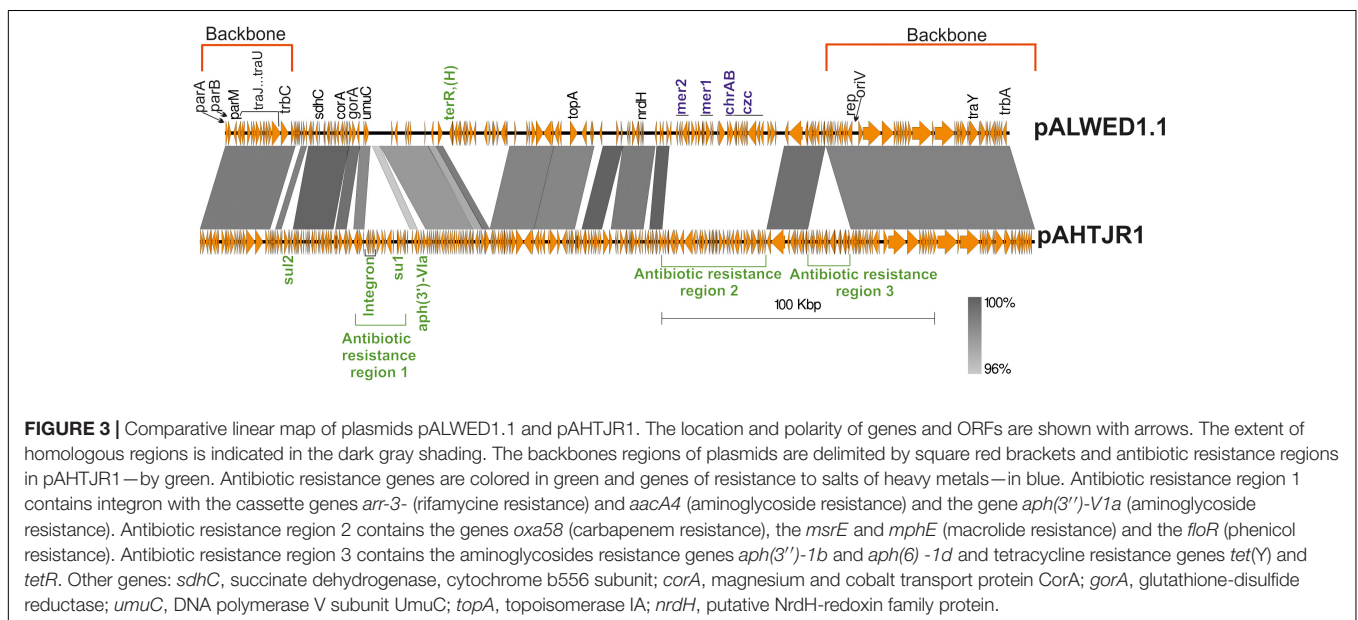 Backbone
Backbone
parA
parB
parM
traJ...traU
trbC
sdhC
corA
gorA
umuC
terR,(H)
topA
nrdH
mer2
mer1
chrAB
czc
rep
oriV
traY
trbA
pALWED1.1
pAHTJR1
sul2
Integron
su1
aph(3')-VIa
Antibiotic
resistance
region 1
Antibiotic resistance
region 2
Antibiotic resistance
region 3
100 Kbp
100%
96%
FIGURE 3 | Comparative linear map of plasmids pALWED1.1 and pAHTJR1. The location and polarity of genes and ORFs are shown with arrows. The extent of
homologous regions is indicated in the dark gray shading. The backbones regions of plasmids are delimited by square red brackets and antibiotic resistance regions
in pAHTJR1—by green. Antibiotic resistance genes are colored in green and genes of resistance to salts of heavy metals—in blue. Antibiotic resistance region 1
contains integron with the cassette genes arr-3- (rifamycine resistance) and aacA4 (aminoglycoside resistance) and the gene aph(3′′)-V1a (aminoglycoside
resistance). Antibiotic resistance region 2 contains the genes oxa58 (carbapenem resistance), the msrE and mphE (macrolide resistance) and the floR (phenicol
resistance). Antibiotic resistance region 3 contains the aminoglycosides resistance genes aph(3′′)-1b and aph(6) -1d and tetracycline resistance genes tet(Y) and
tetR. Other genes: sdhC, succinate dehydrogenase, cytochrome b556 subunit; corA, magnesium and cobalt transport protein CorA; gorA, glutathione-disulfide
reductase; umuC, DNA polymerase V subunit UmuC; topA, topoisomerase IA; nrdH, putative NrdH-redoxin family protein.